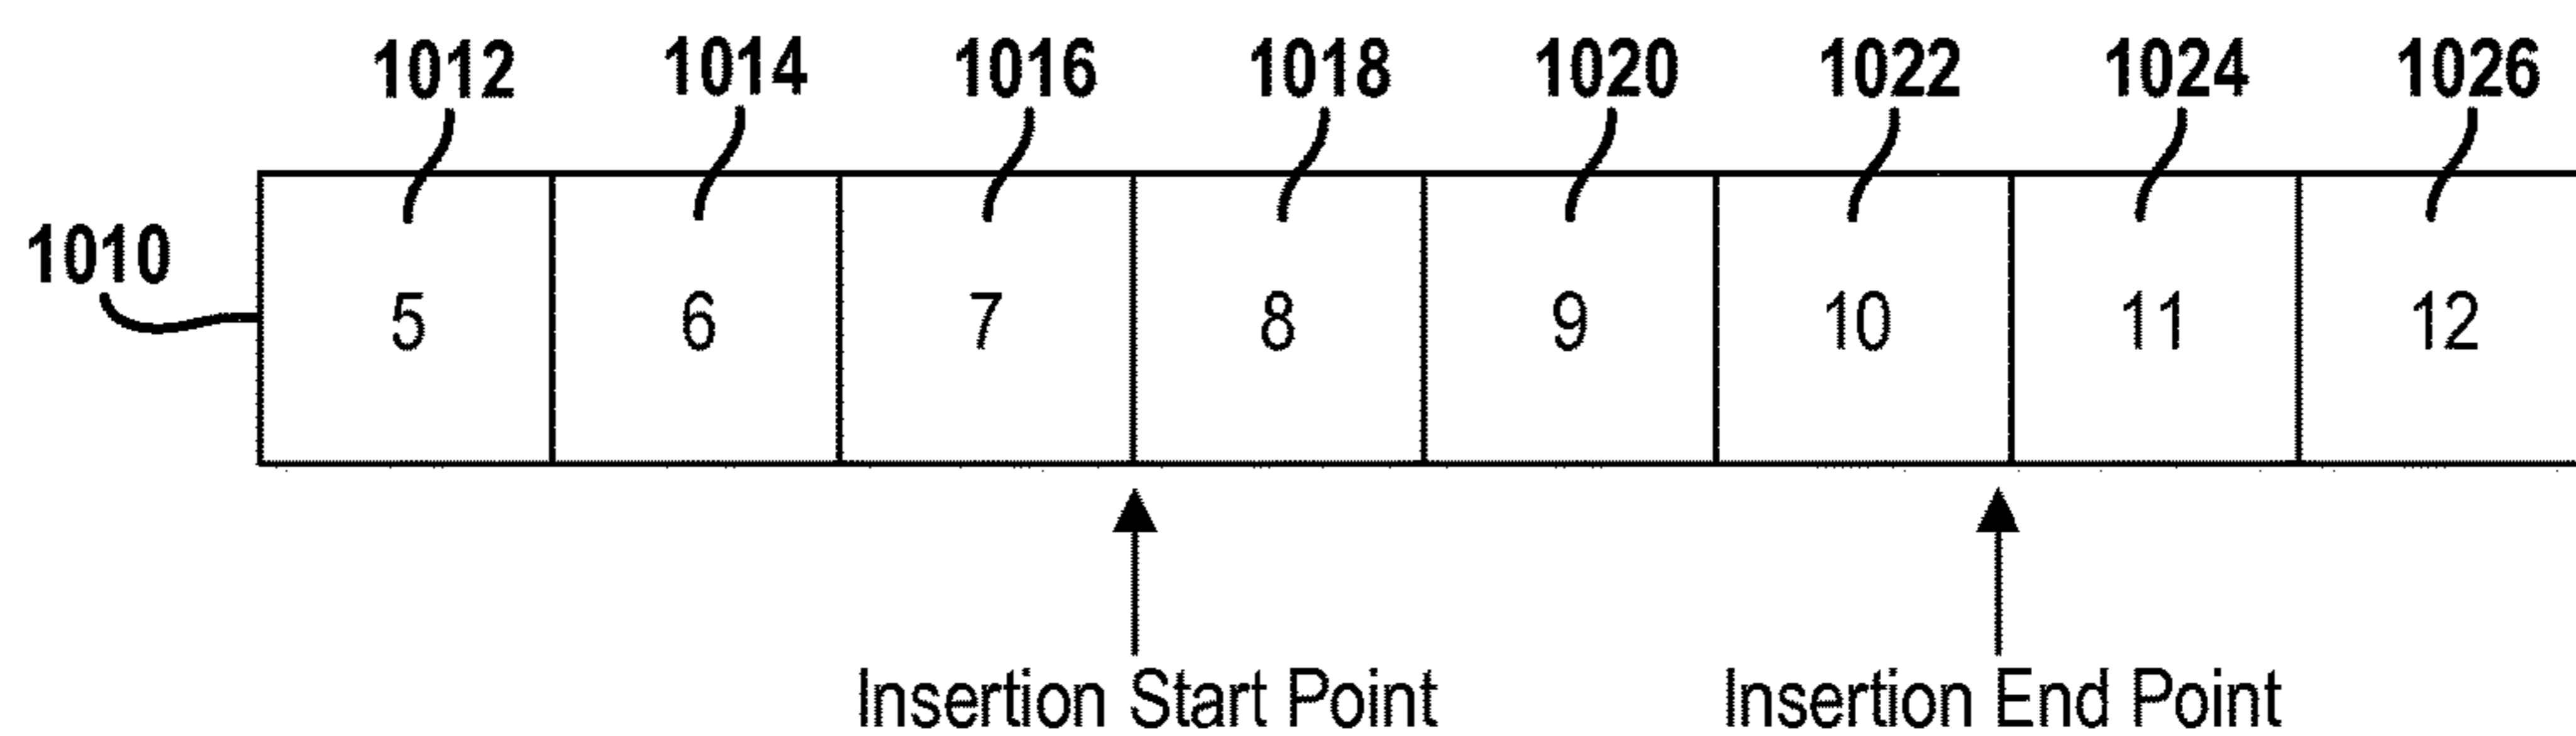 1012 1014 1016 1018 1020 1022 1024 1026
1010
5 6 7 8 9 10 11 12
Insertion Start Point Insertion End Point